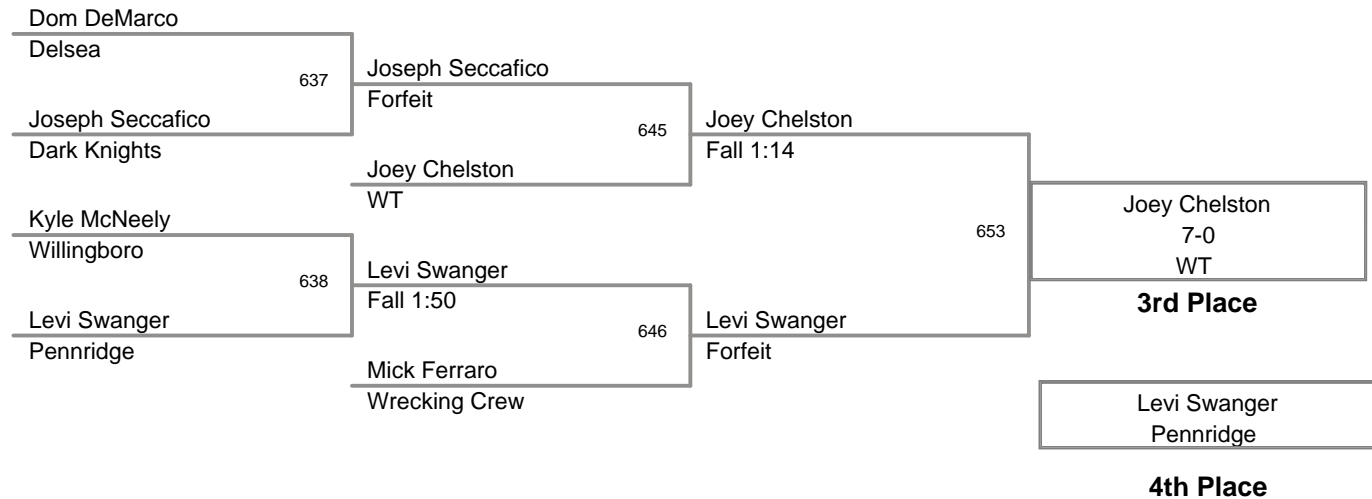 Dom DeMarco
Delsea
637
Joseph Seccafico
Dark Knights
Joseph Seccafico
Forfeit
645
Joey Chelston
WT
Joey Chelston
Fall 1:14
Kyle McNeely
Willingboro
638
Levi Swanger
Pennridge
Levi Swanger
Fall 1:50
646
Mick Ferraro
Wrecking Crew
Levi Swanger
Forfeit
653
Joey Chelston
7-0
WT
3rd Place
Levi Swanger
Pennridge
4th Place